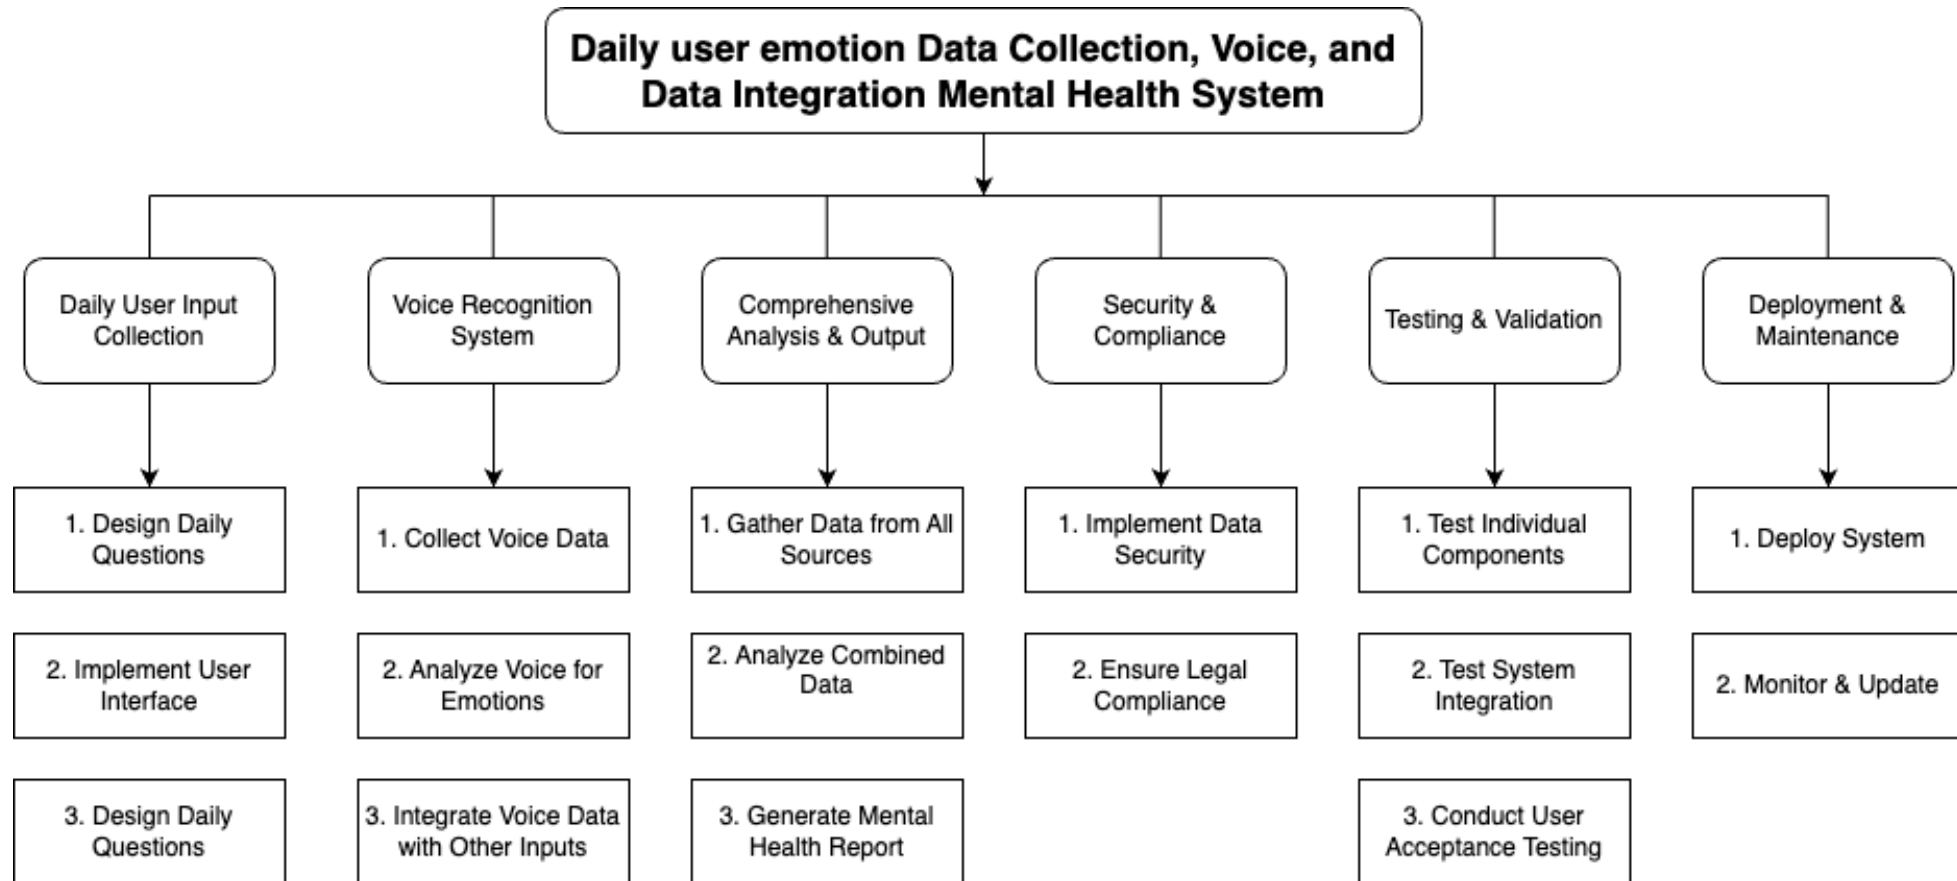 Daily user emotion Data Collection, Voice, and
Data Integration Mental Health System
Daily User Input
Collection
Voice Recognition
System
Comprehensive
Analysis & Output
Security &
Compliance
Testing & Validation
Deployment &
Maintenance
1. Design Daily
Questions
1. Collect Voice Data
1. Gather Data from All
Sources
1. Implement Data
Security
1. Test Individual
Components
1. Deploy System
2. Implement User
Interface
2. Analyze Voice for
Emotions
2. Analyze Combined
Data
2. Ensure Legal
Compliance
2. Test System
Integration
2. Monitor & Update
3. Design Daily
Questions
3. Integrate Voice Data
with Other Inputs
3. Generate Mental
Health Report
3. Conduct User
Acceptance Testing